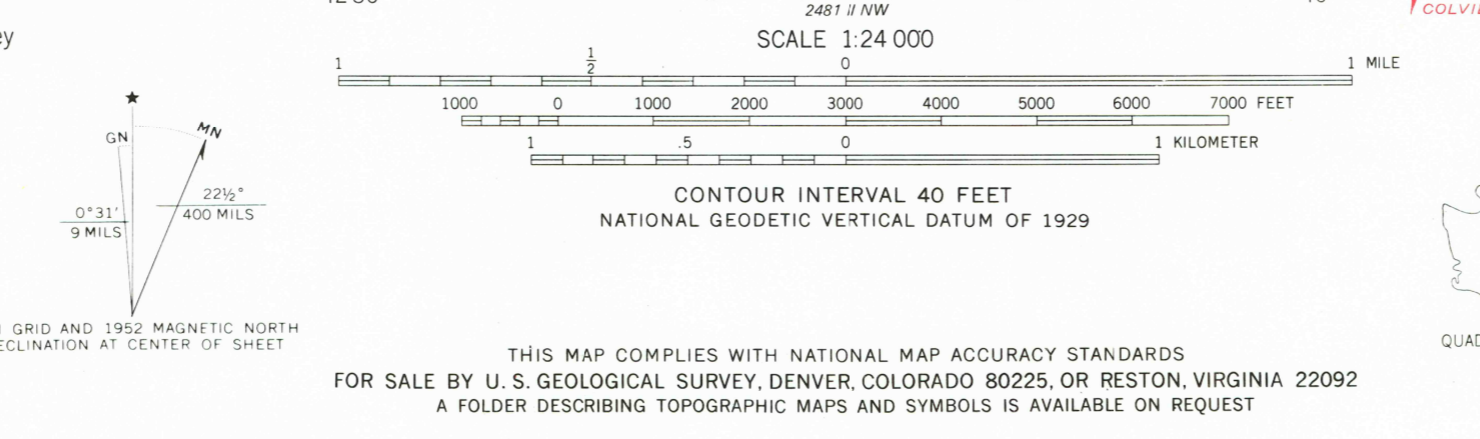 2481 II NW
COLVI
SCALE 1:24 000
1 1/2 0 1 MILE
1000 0 1000 2000 3000 4000 5000 6000 7000 FEET
1 .5 0 1 KILOMETER
CONTOUR INTERVAL 40 FEET
NATIONAL GEODETIC VERTICAL DATUM OF 1929
★
GN
MN
22½°
400 MILS
0°31'
9 MILS
GRID AND 1952 MAGNETIC NORTH
ECLINATION AT CENTER OF SHEET
THIS MAP COMPLIES WITH NATIONAL MAP ACCURACY STANDARDS
FOR SALE BY U. S. GEOLOGICAL SURVEY, DENVER, COLORADO 80225, OR RESTON, VIRGINIA 22092
A FOLDER DESCRIBING TOPOGRAPHIC MAPS AND SYMBOLS IS AVAILABLE ON REQUEST
QUAD